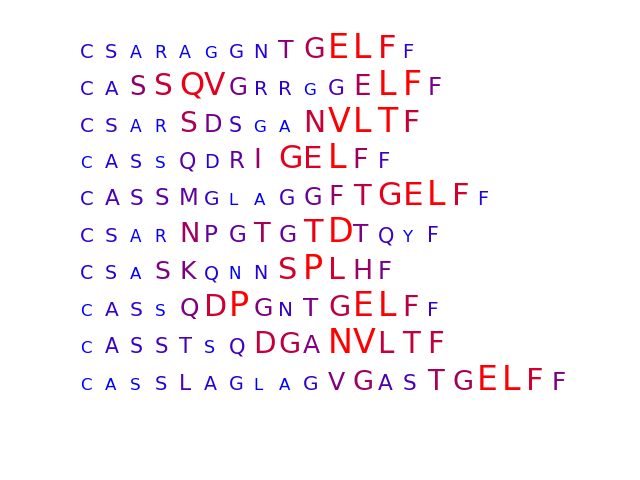 CSARAGGNTGELFF
CASSQVGRRGGELFF
CSARSDSGANVLTF
CASSQDRIGELFF
CASSMGLAGGFTGELFF
CSARNPGTGTDTQYF
CSASKQNNSPLHF
CASSQDPGNTGELFF
CASSTSQDGANVLTF
CASSLAGLAGVGASTGELFF